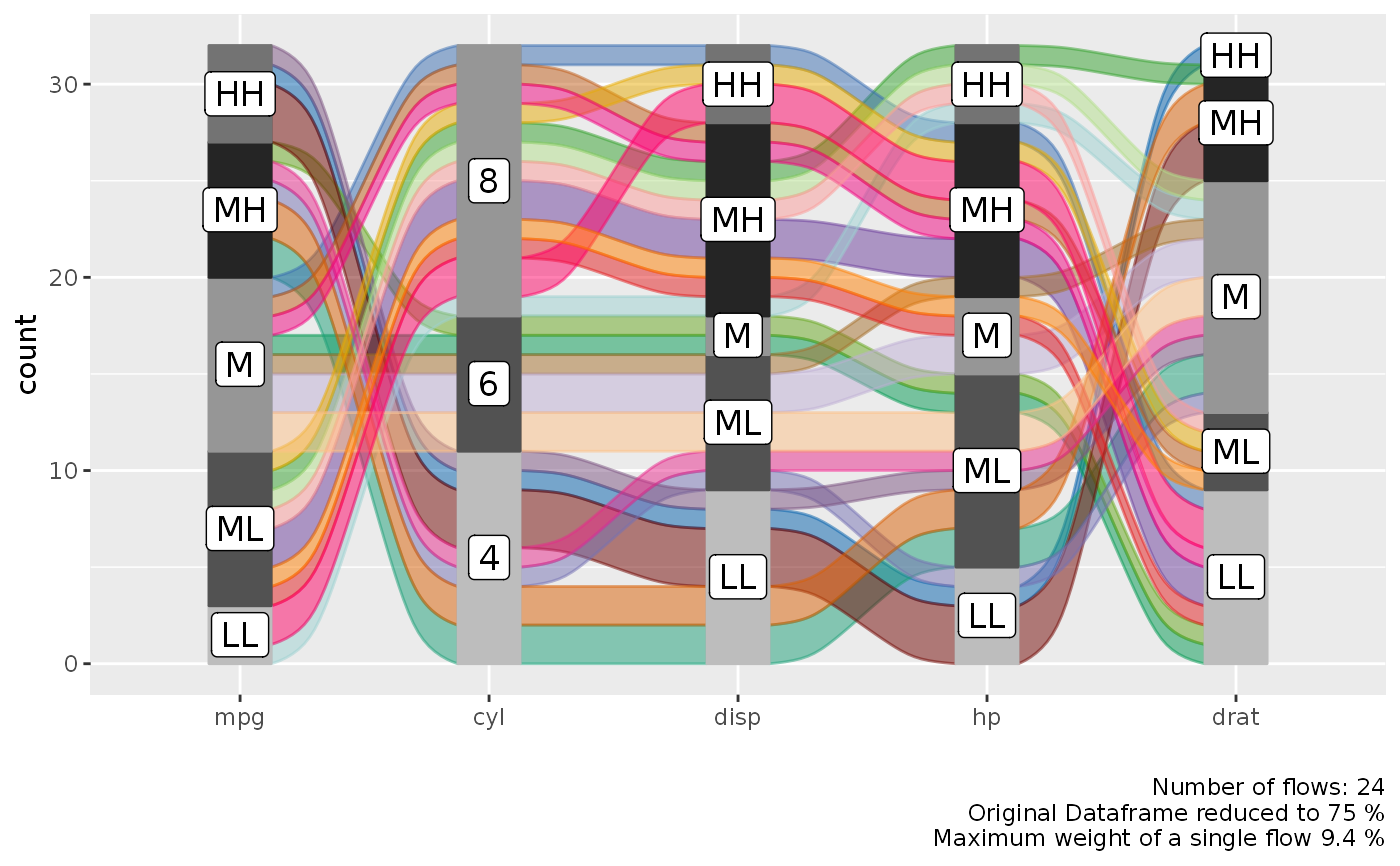 count
30
20
10
0
HH
MH
M
ML
LL
8
6
4
HH
MH
M
ML
LL
HH
MH
M
ML
LL
HH
MH
M
ML
LL
mpg cyl disp hp drat
Number of flows: 24
Original Dataframe reduced to 75 %
Maximum weight of a single flow 9.4 %